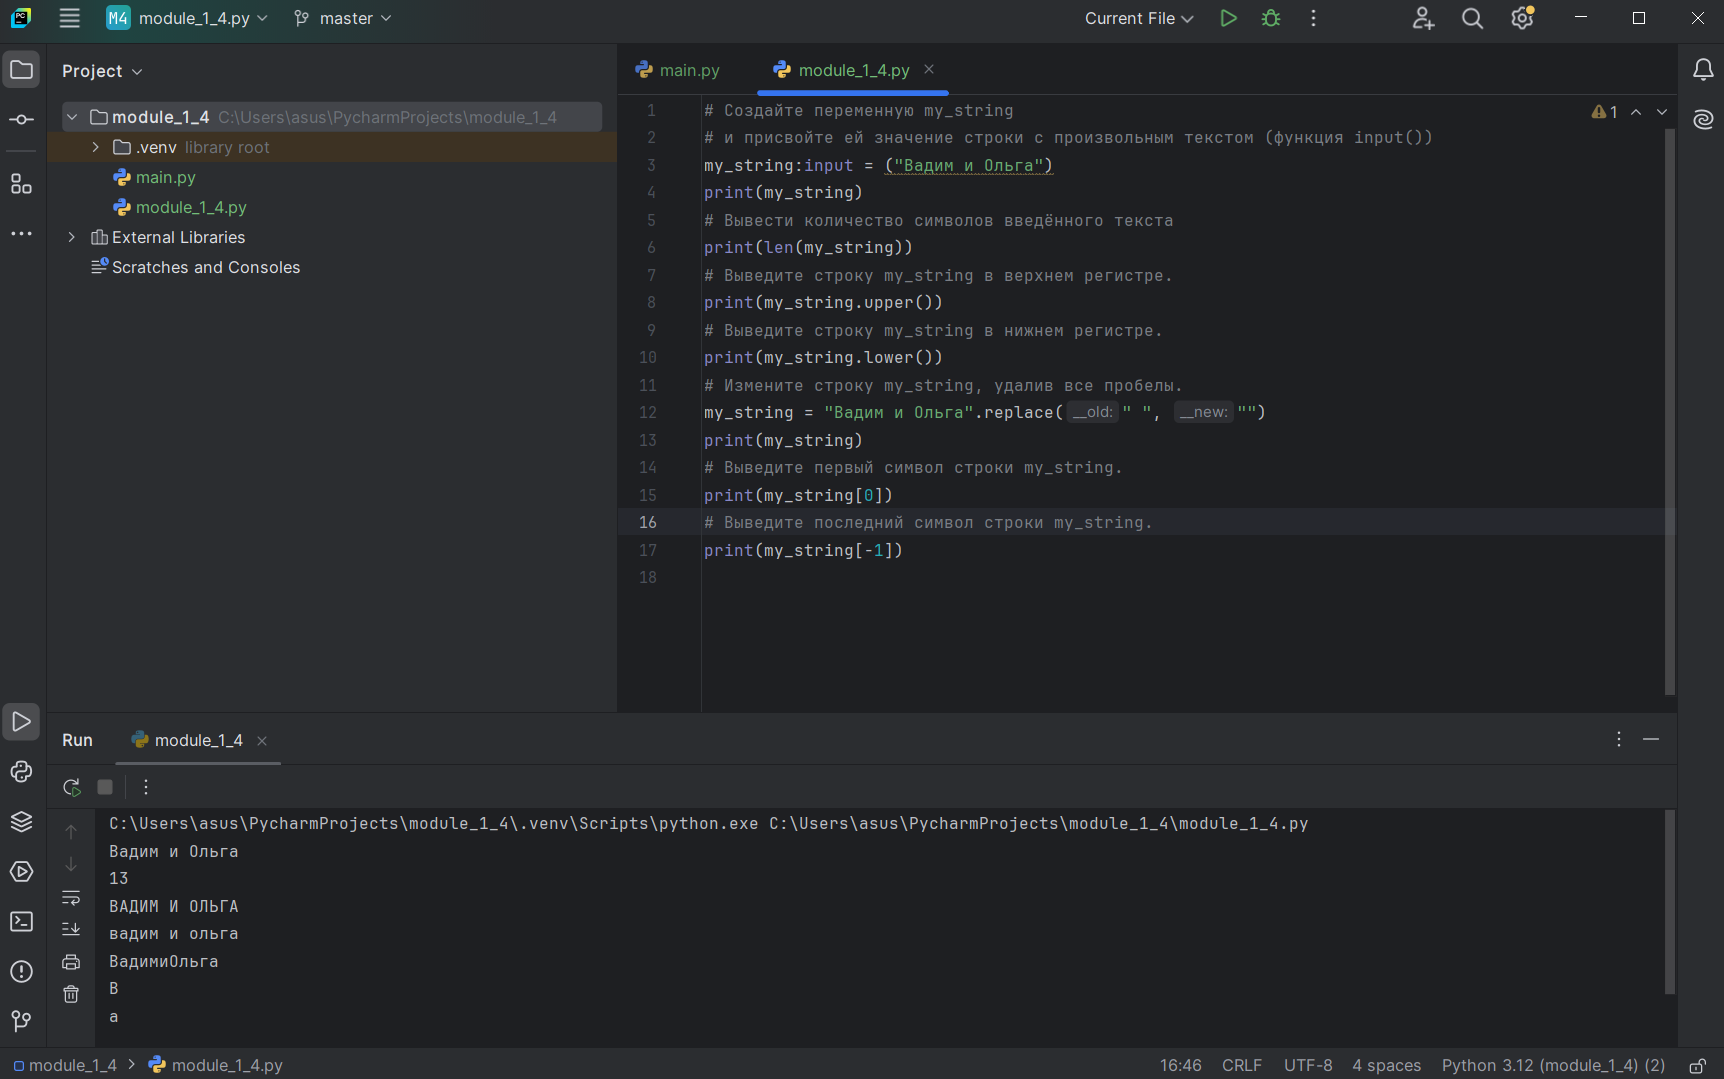 M4 module_1_4.py master Current File
Project
module_1_4 C:\Users\asus\PycharmProjects\module_1_4
.venv library root
main.py
module_1_4.py
External Libraries
Scratches and Consoles
main.py module_1_4.py
1 # Создайте переменную my_string
2 # и присвойте ей значение строки с произвольным текстом (функция input())
3 my_string:input = ("Вадим и Ольга")
4 print(my_string)
5 # Вывести количество символов введённого текста
6 print(len(my_string))
7 # Выведите строку my_string в верхнем регистре.
8 print(my_string.upper())
9 # Выведите строку my_string в нижнем регистре.
10 print(my_string.lower())
11 # Измените строку my_string, удалив все пробелы.
12 my_string = "Вадим и Ольга".replace( __old: " ", __new: "")
13 print(my_string)
14 # Выведите первый символ строки my_string.
15 print(my_string[0])
16 # Выведите последний символ строки my_string.
17 print(my_string[-1])
18
1
Run module_1_4
C:\Users\asus\PycharmProjects\module_1_4\.venv\Scripts\python.exe C:\Users\asus\PycharmProjects\module_1_4\module_1_4.py
Вадим и Ольга
13
ВАДИМ И ОЛЬГА
вадим и ольга
ВадимиОльга
В
а
module_1_4 module_1_4.py 16:46 CRLF UTF-8 4 spaces Python 3.12 (module_1_4) (2)